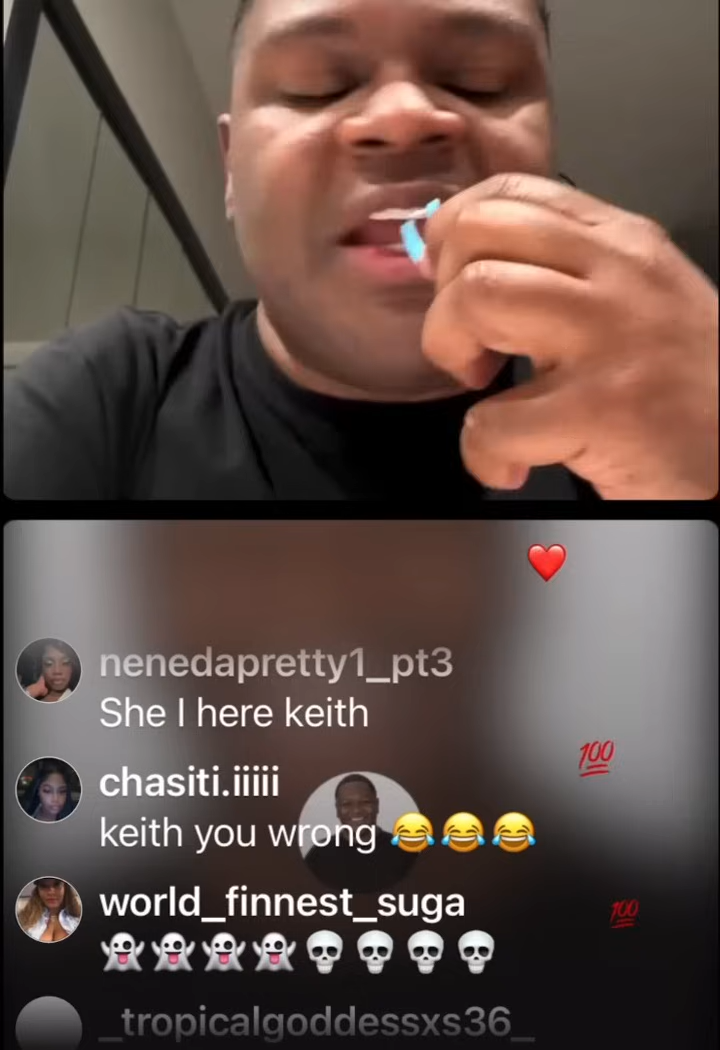 nenedapretty1_pt3
She I here keith
💯
chasiti.iiiii
keith you wrong 😂😂😂
world_finnest_suga
💯
👻👻👻👻💀💀💀💀
_tropicalgoddessxs36_